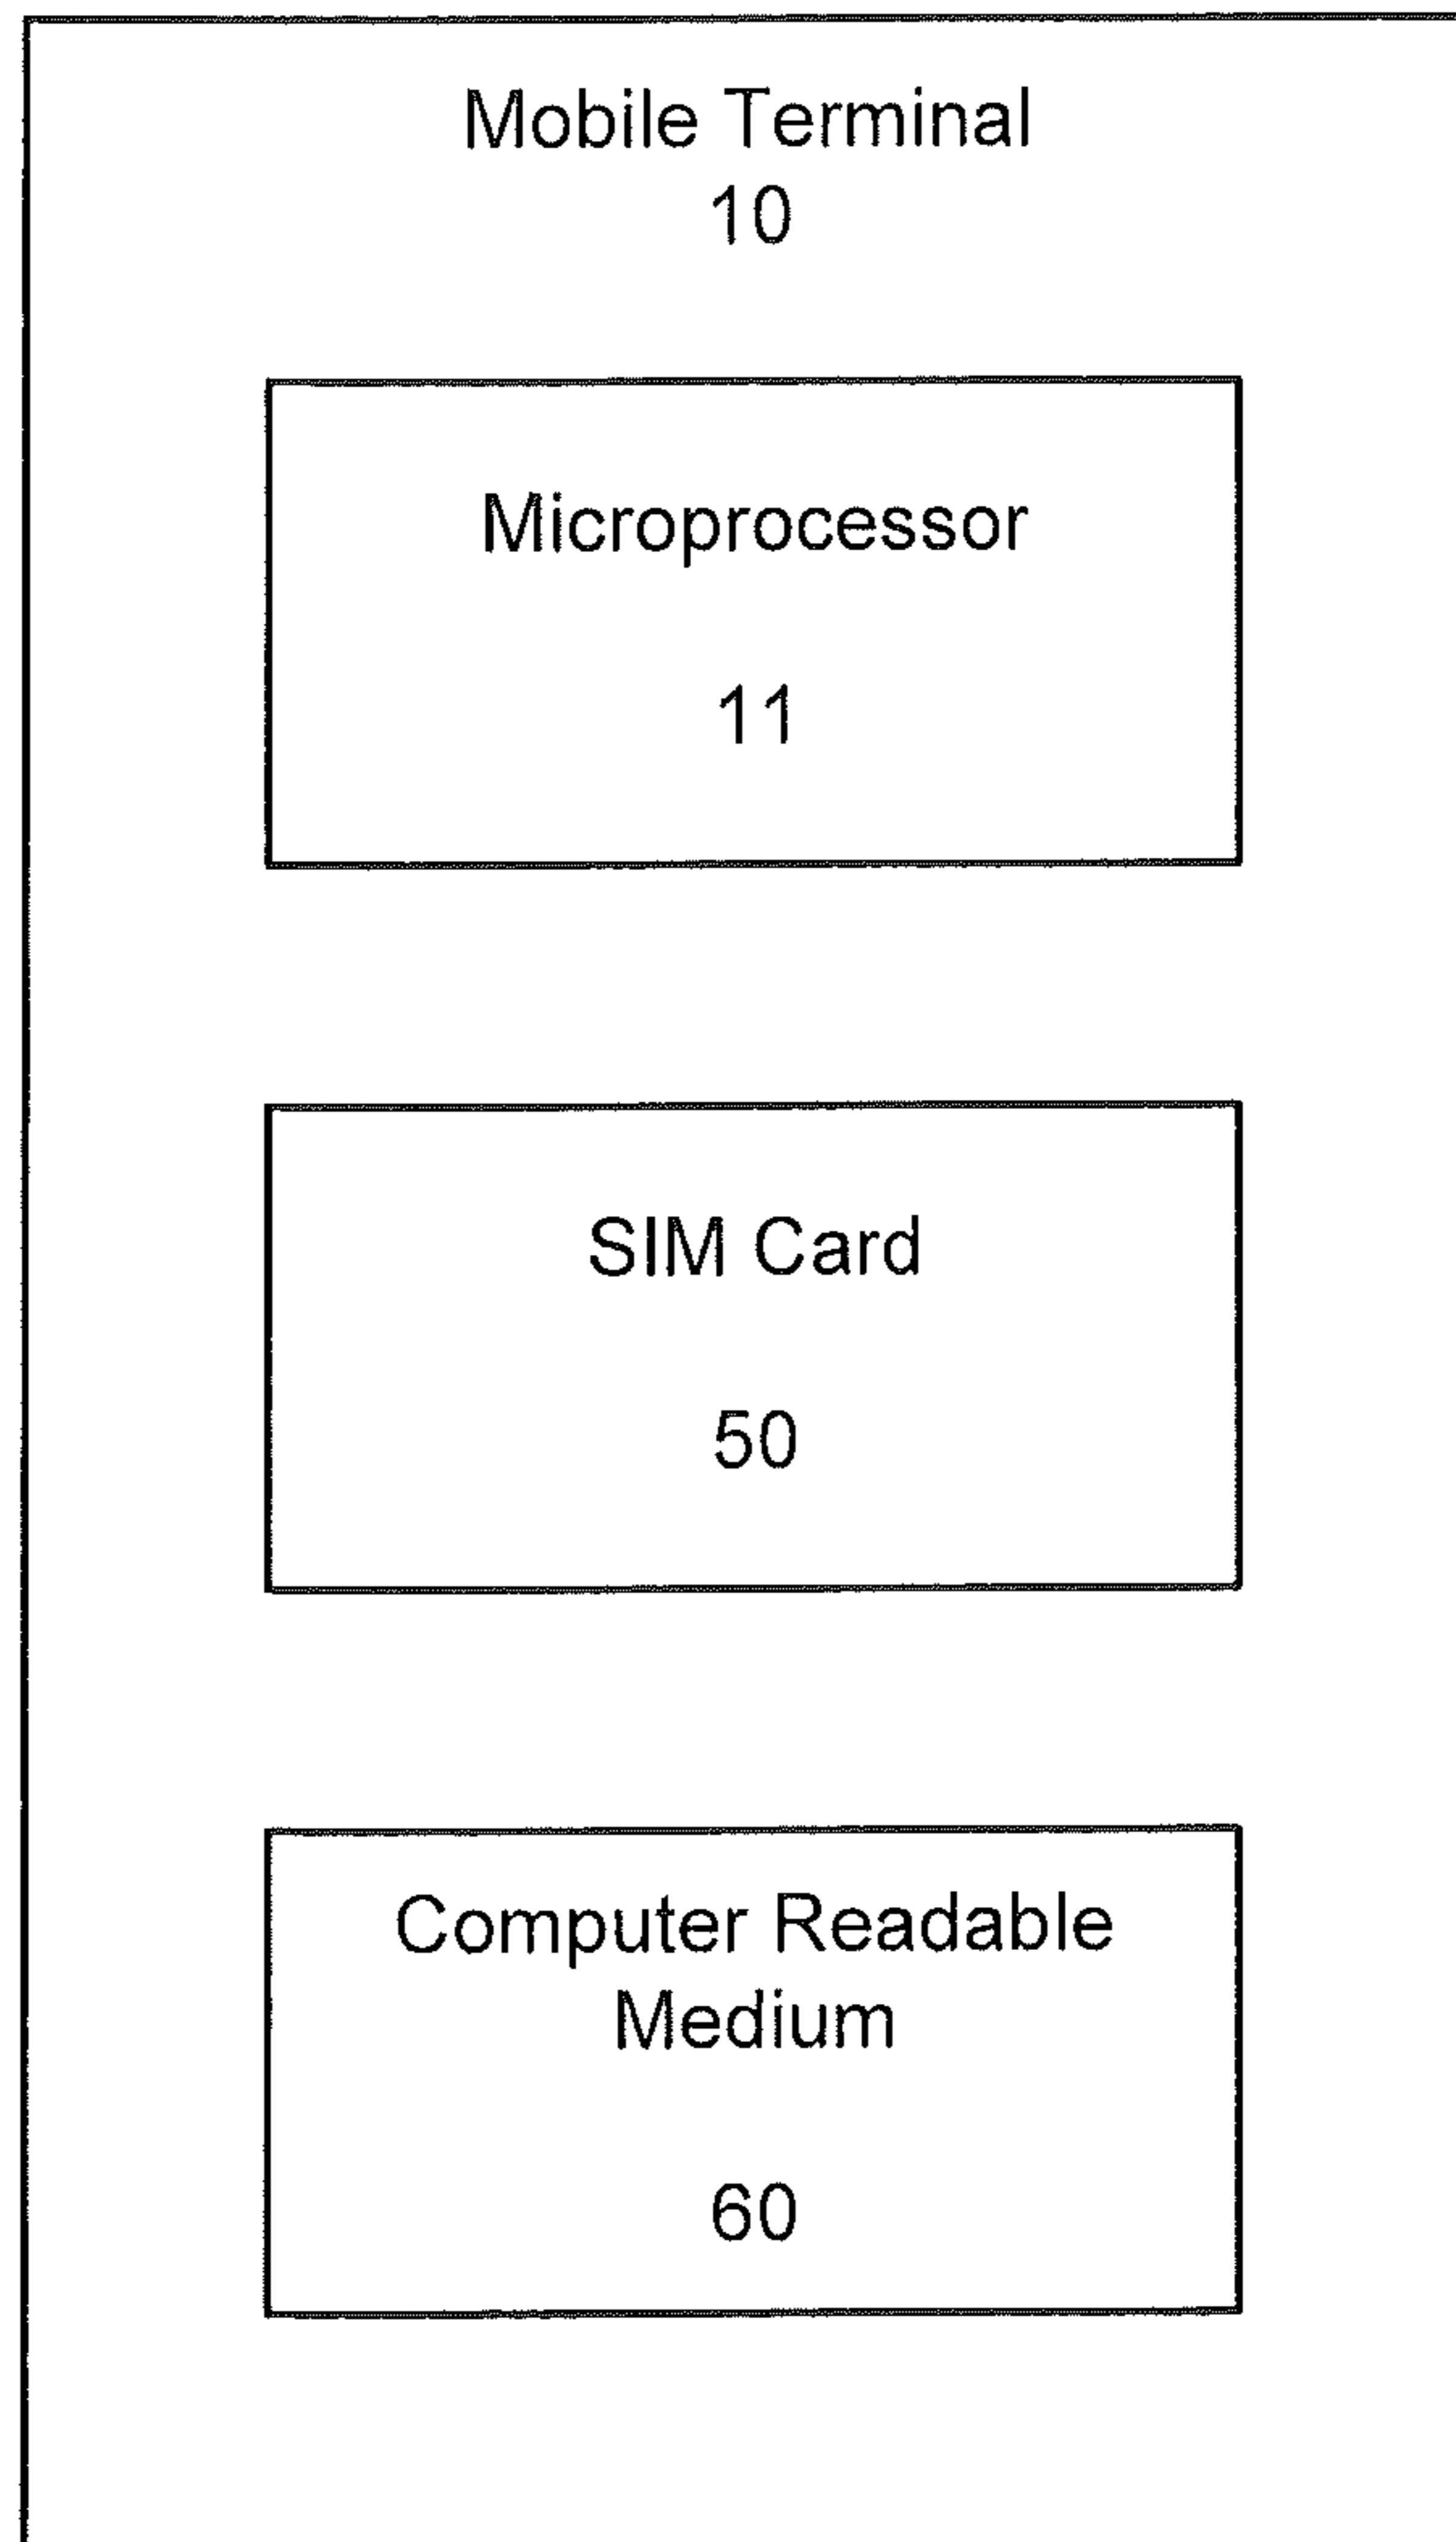 Mobile Terminal
10
Microprocessor
11
SIM Card
50
Computer Readable
Medium
60